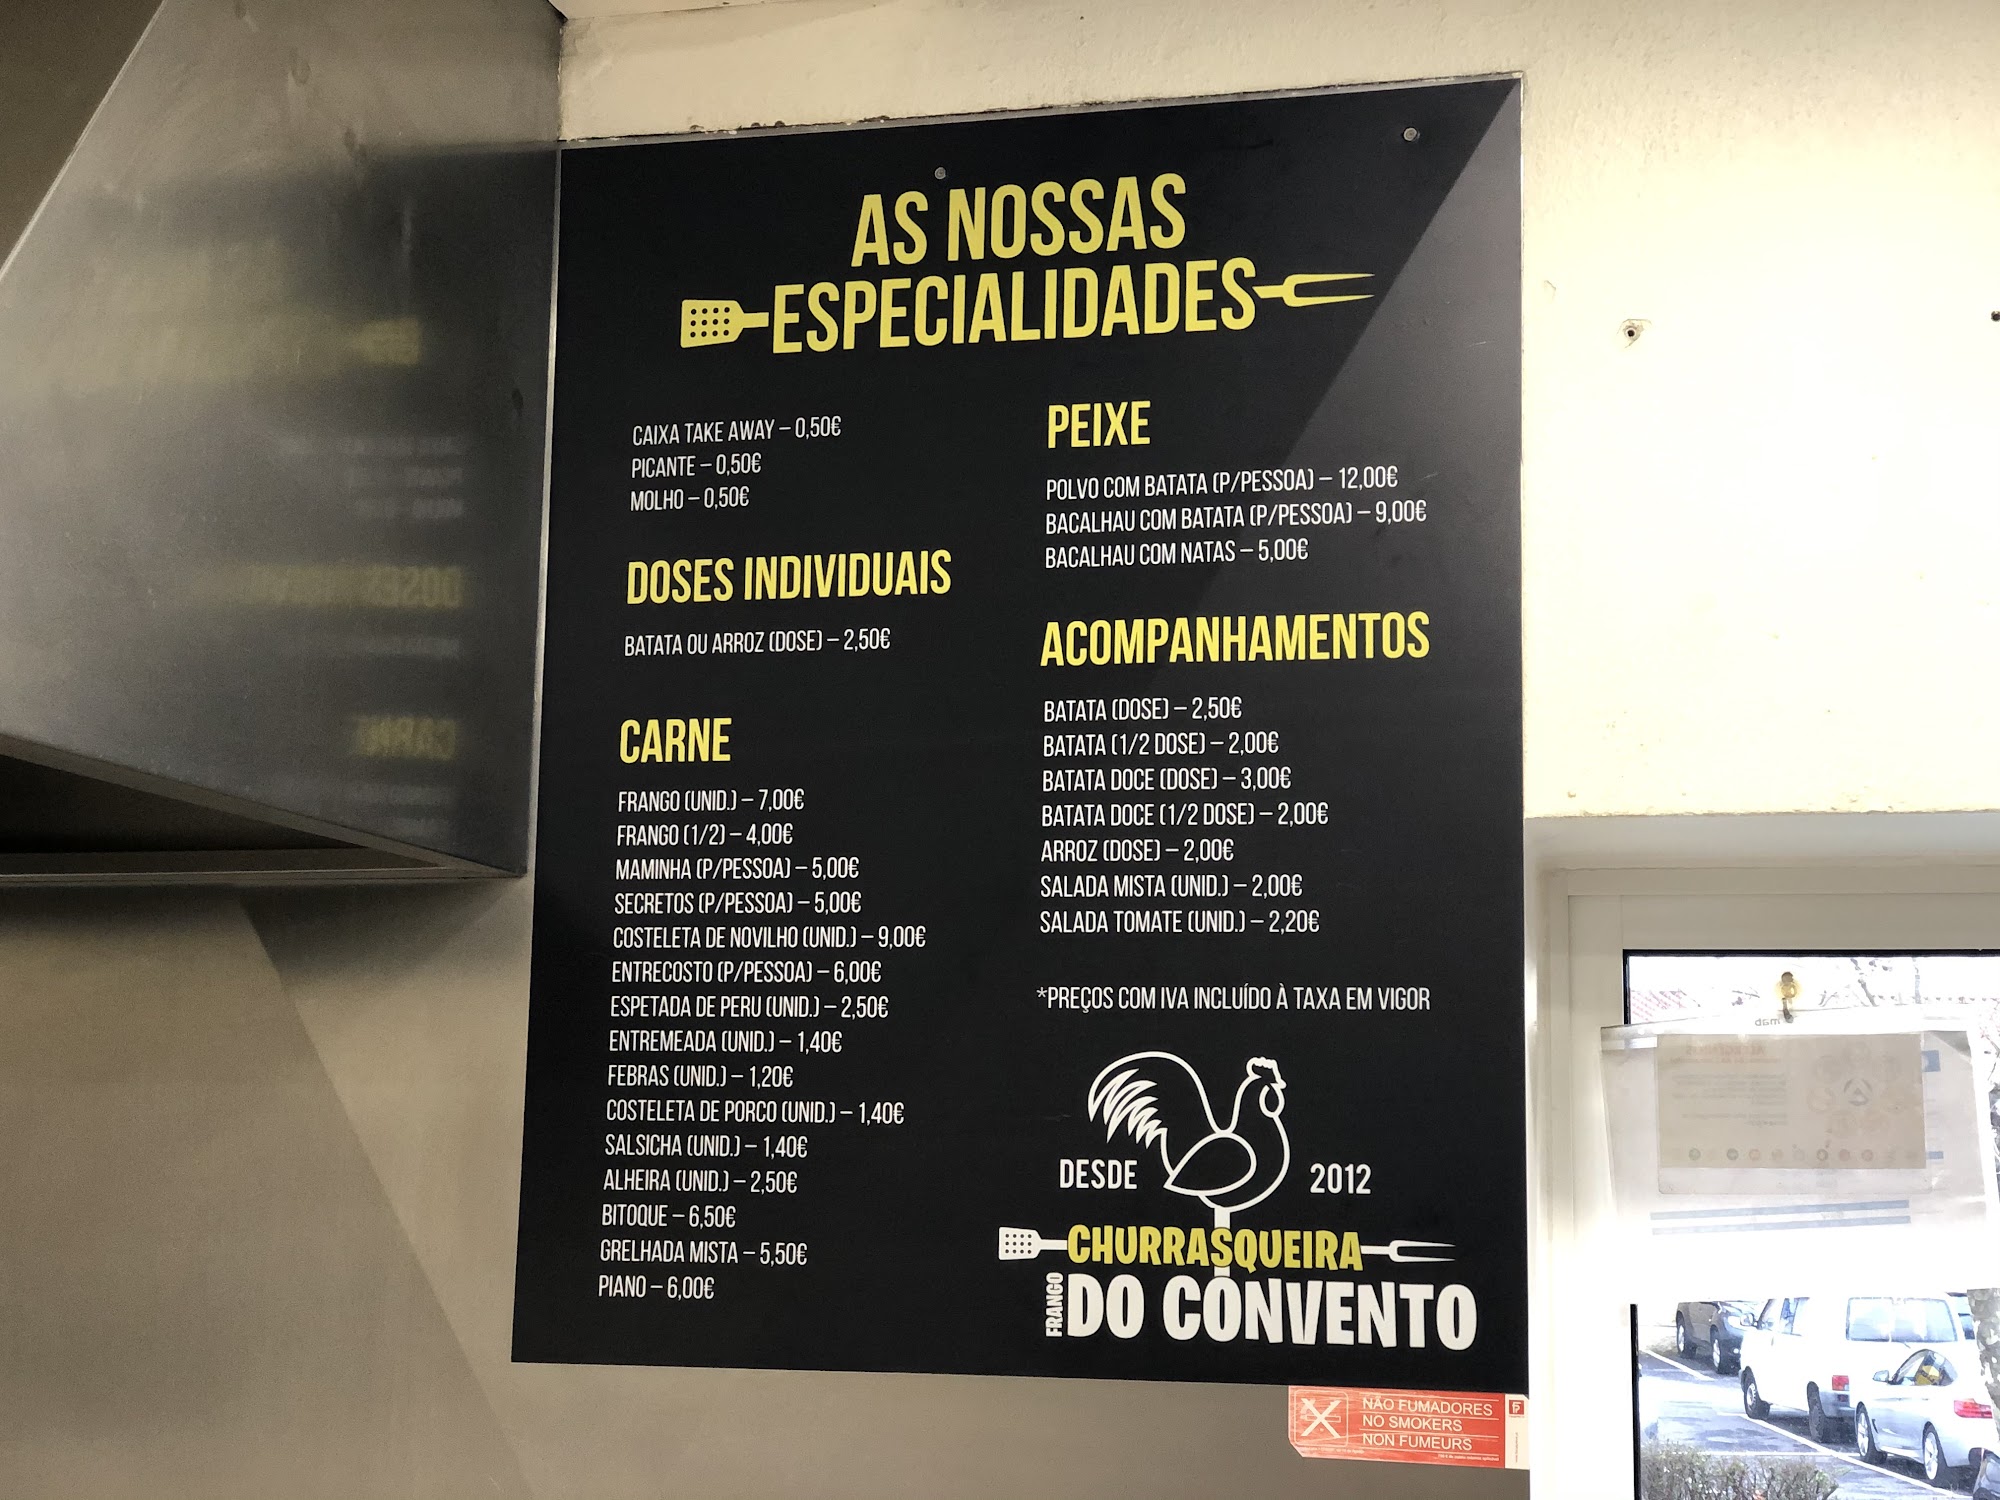 AS NOSSAS
ESPECIALIDADES
CAIXA TAKE AWAY – 0,50€
PICANTE – 0,50€
MOLHO – 0,50€
DOSES INDIVIDUAIS
BATATA OU ARROZ (DOSE) – 2,50€
CARNE
FRANGO (UNID.) – 7,00€
FRANGO (1/2) – 4,00€
MAMINHA (P/PESSOA) – 5,00€
SECRETOS (P/PESSOA) – 5,00€
COSTELETA DE NOVILHO (UNID.) – 9,00€
ENTRECOSTO (P/PESSOA) – 6,00€
ESPETADA DE PERU (UNID.) – 2,50€
ENTREMEADA (UNID.) – 1,40€
FEBRAS (UNID.) – 1,20€
COSTELETA DE PORCO (UNID.) – 1,40€
SALSICHA (UNID.) – 1,40€
ALHEIRA (UNID.) – 2,50€
BITOQUE – 6,50€
GRELHADA MISTA – 5,50€
PIANO – 6,00€
PEIXE
POLVO COM BATATA (P/PESSOA) – 12,00€
BACALHAU COM BATATA (P/PESSOA) – 9,00€
BACALHAU COM NATAS – 5,00€
ACOMPANHAMENTOS
BATATA (DOSE) – 2,50€
BATATA (1/2 DOSE) – 2,00€
BATATA DOCE (DOSE) – 3,00€
BATATA DOCE (1/2 DOSE) – 2,00€
ARROZ (DOSE) – 2,00€
SALADA MISTA (UNID.) – 2,00€
SALADA TOMATE (UNID.) – 2,20€
*PREÇOS COM IVA INCLUÍDO À TAXA EM VIGOR
DESDE 2012
CHURRASQUEIRA
FRANGO DO CONVENTO
NÃO FUMADORES
NO SMOKERS
NON FUMEURS